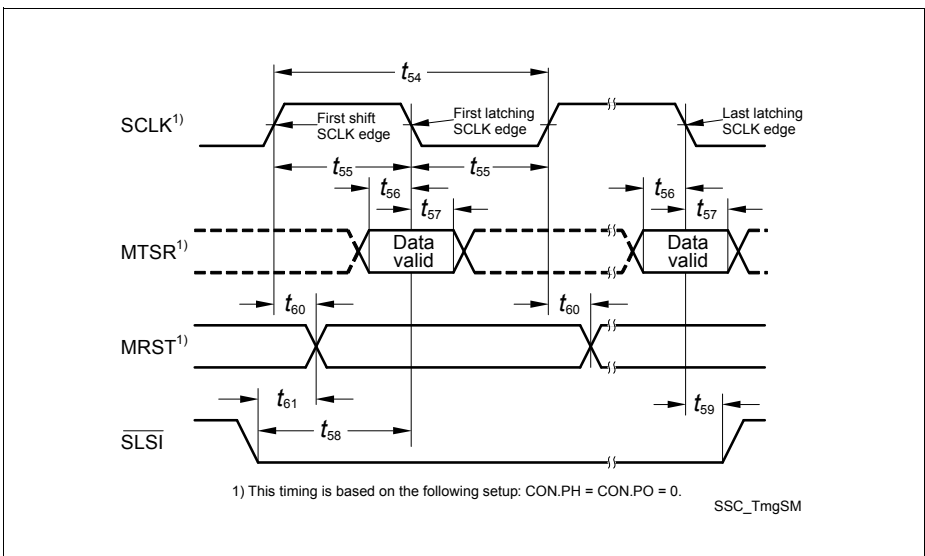 t54
SCLK1)
First shift
SCLK edge
First latching
SCLK edge
Last latching
SCLK edge
t55
t55
t56
t56
t57
t57
MTSR1)
Data
valid
Data
valid
t60
t60
MRST1)
t61
t59
t58
SLSI
1) This timing is based on the following setup: CON.PH = CON.PO = 0.
SSC_TmgSM